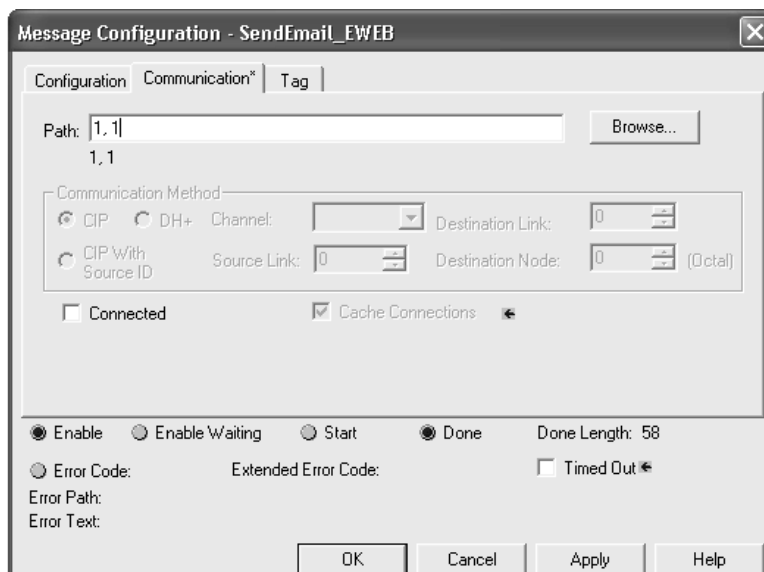 Message Configuration - SendEmail_EWEB
Configuration Communication* Tag
Path: 1, 1 Browse...
1, 1
Communication Method
CIP DH+ Channel: Destination Link: 0
CIP With Source ID Source Link: 0 Destination Node: 0 (Octal)
Connected Cache Connections
Enable Enable Waiting Start Done Done Length: 58
Error Code: Extended Error Code: Timed Out
Error Path:
Error Text:
OK Cancel Apply Help